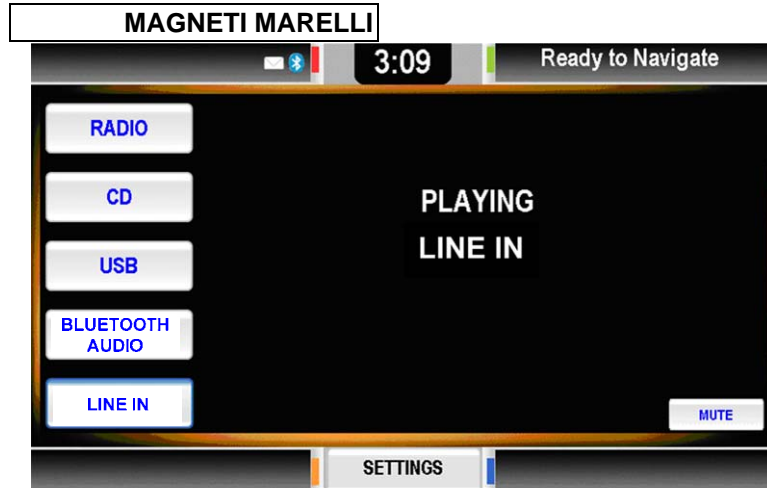 MAGNETI MARELLI
3:09
Ready to Navigate
RADIO
CD
USB
BLUETOOTH
AUDIO
LINE IN
PLAYING
LINE IN
MUTE
SETTINGS